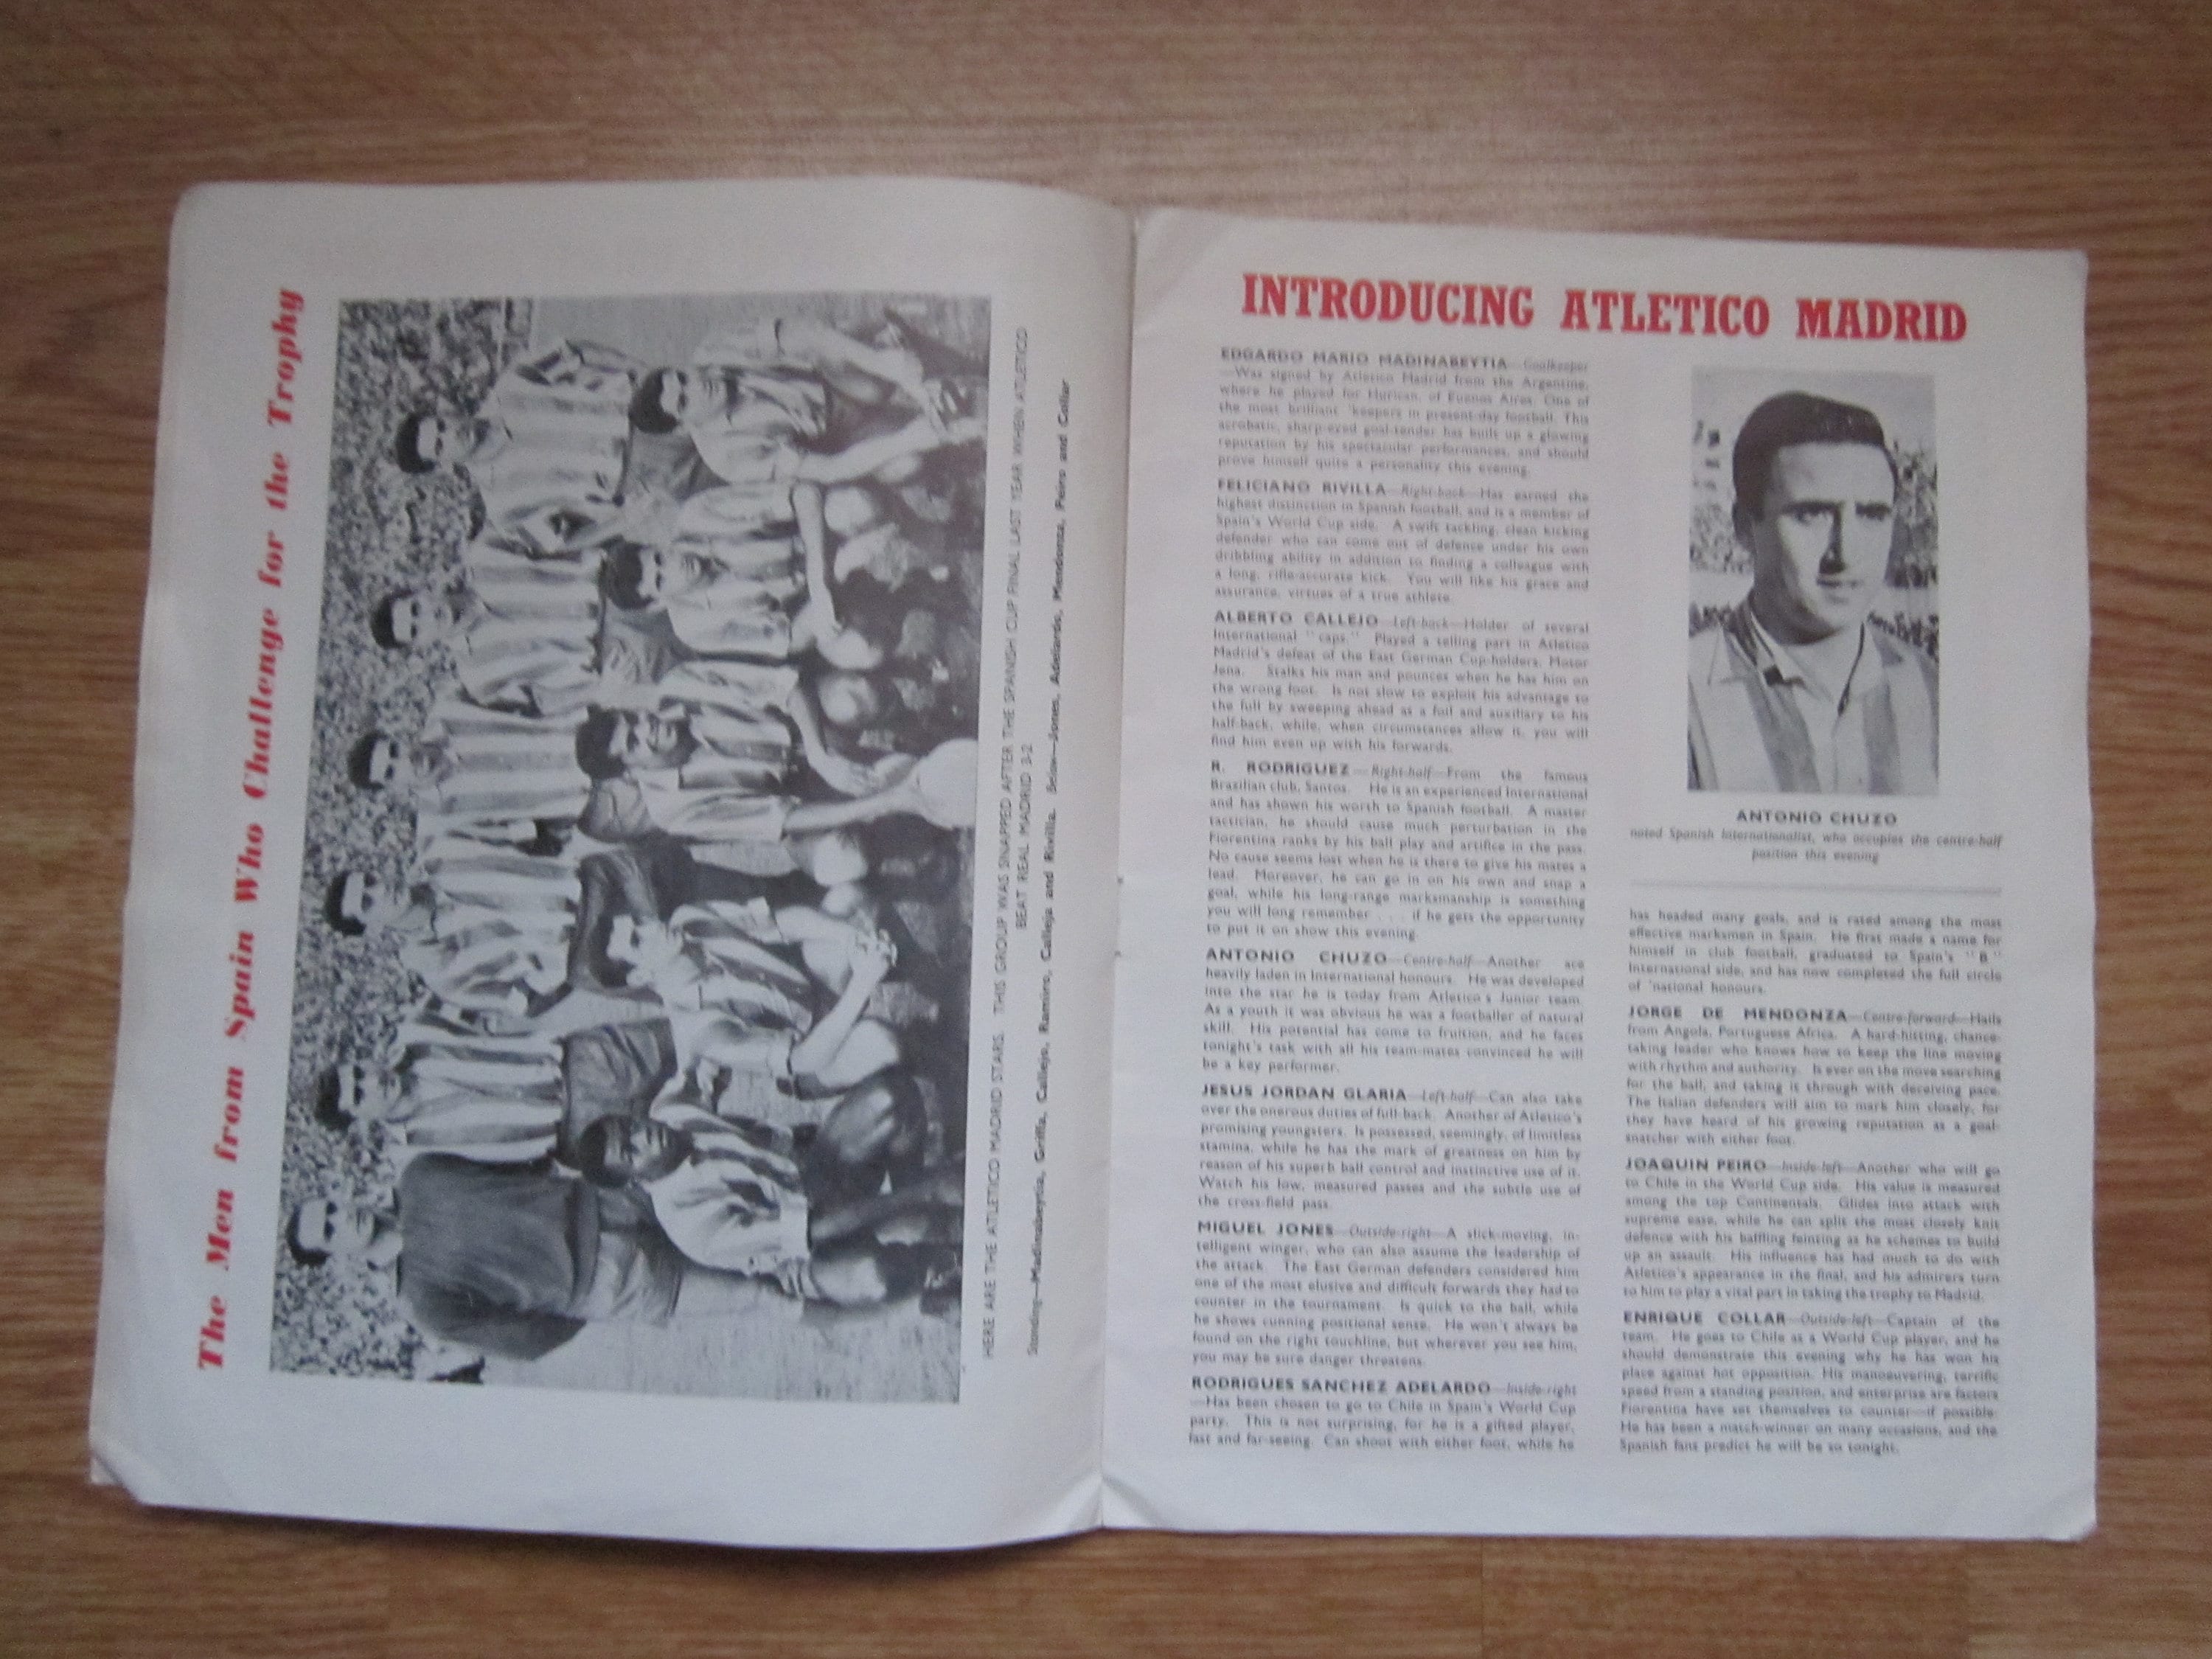 The Men from Spain Who Challenge for the Trophy
HERE ARE THE ATLETICO MADRID STARS. THIS GROUP WAS SNAPPED AFTER THE SPANISH CUP FINAL LAST YEAR WHEN ATLETICO
BEAT REAL MADRID 3-2
Standing—Madinabeytia, Griffa, Callejo, Ramiro, Calleja and Rivilla. Below—Jones, Adelardo, Mendonza, Peiro and Collar
INTRODUCING ATLETICO MADRID
EDGARDO MARIO MADINABEYTIA—Goalkeeper
—Was signed by Atletico Madrid from the Argentine,
where he played for Hurican, of Buenos Aires. One of
the most brilliant 'keepers in present-day football. This
acrobatic, sharp-eyed goal-tender has built up a glowing
reputation by his spectacular performances, and should
prove himself quite a personality this evening.
FELICIANO RIVILLA—Right-back—Has earned the
highest distinction in Spanish football, and is a member of
Spain's World Cup side. A swift tackling, clean kicking
defender who can come out of defence under his own
dribbling ability in addition to finding a colleague with
a long, rifle-accurate kick. You will like his grace and
assurance, virtues of a true athlete.
ALBERTO CALLEJO—Left-back—Holder of several
International "caps." Played a telling part in Atletico
Madrid's defeat of the East German Cup-holders, Motor
Jena. Stalks his man and pounces when he has him on
the wrong foot. Is not slow to exploit his advantage to
the full by sweeping ahead as a foil and auxiliary to his
half-back, while, when circumstances allow it, you will
find him even up with his forwards.
R. RODRIGUEZ—Right-half—From the famous
Brazilian club, Santos. He is an experienced International
and has shown his worth to Spanish football. A master
tactician, he should cause much perturbation in the
Fiorentina ranks by his ball play and artifice in the pass.
No cause seems lost when he is there to give his mates a
lead. Moreover, he can go in on his own and snap a
goal, while his long-range marksmanship is something
you will long remember . . . if he gets the opportunity
to put it on show this evening.
ANTONIO CHUZO—Centre-half—Another ace
heavily laden in International honours. He was developed
into the star he is today from Atletico's Junior team.
As a youth it was obvious he was a footballer of natural
skill. His potential has come to fruition, and he faces
tonight's task with all his team-mates convinced he will
be a key performer.
JESUS JORDAN GLARIA—Left-half—Can also take
over the onerous duties of full-back. Another of Atletico's
promising youngsters. Is possessed, seemingly, of limitless
stamina, while he has the mark of greatness on him by
reason of his superb ball control and instinctive use of it.
Watch his low, measured passes and the subtle use of
the cross-field pass.
MIGUEL JONES—Outside-right—A slick-moving, in-
telligent winger, who can also assume the leadership of
the attack. The East German defenders considered him
one of the most elusive and difficult forwards they had to
counter in the tournament. Is quick to the ball, while
he shows cunning positional sense. He won't always be
found on the right touchline, but wherever you see him,
you may be sure danger threatens.
RODRIGUES SANCHEZ ADELARDO—Inside-right
—Has been chosen to go to Chile in Spain's World Cup
party. This is not surprising, for he is a gifted player,
fast and far-seeing. Can shoot with either foot, while he
ANTONIO CHUZO
noted Spanish Internationalist, who occupies the centre-half
position this evening
has headed many goals, and is rated among the most
effective marksmen in Spain. He first made a name for
himself in club football, graduated to Spain's "B"
International side, and has now completed the full circle
of 'national honours.
JORGE DE MENDONZA—Centre-forward—Hails
from Angola, Portuguese Africa. A hard-hitting, chance-
taking leader who knows how to keep the line moving
with rhythm and authority. Is ever on the move searching
for the ball, and taking it through with deceiving pace.
The Italian defenders will aim to mark him closely, for
they have heard of his growing reputation as a goal-
snatcher with either foot.
JOAQUIN PEIRO—Inside-left—Another who will go
to Chile in the World Cup side. His value is measured
among the top Continentals. Glides into attack with
supreme ease, while he can split the most closely knit
defence with his baffling feinting as he schemes to build
up an assault. His influence has had much to do with
Atletico's appearance in the final, and his admirers turn
to him to play a vital part in taking the trophy to Madrid.
ENRIQUE COLLAR—Outside-left—Captain of the
team. He goes to Chile as a World Cup player, and he
should demonstrate this evening why he has won his
place against hot opposition. His manoeuvering, terrific
speed from a standing position, and enterprise are factors
Fiorentina have set themselves to counter—if possible.
He has been a match-winner on many occasions, and the
Spanish fans predict he will be so tonight.